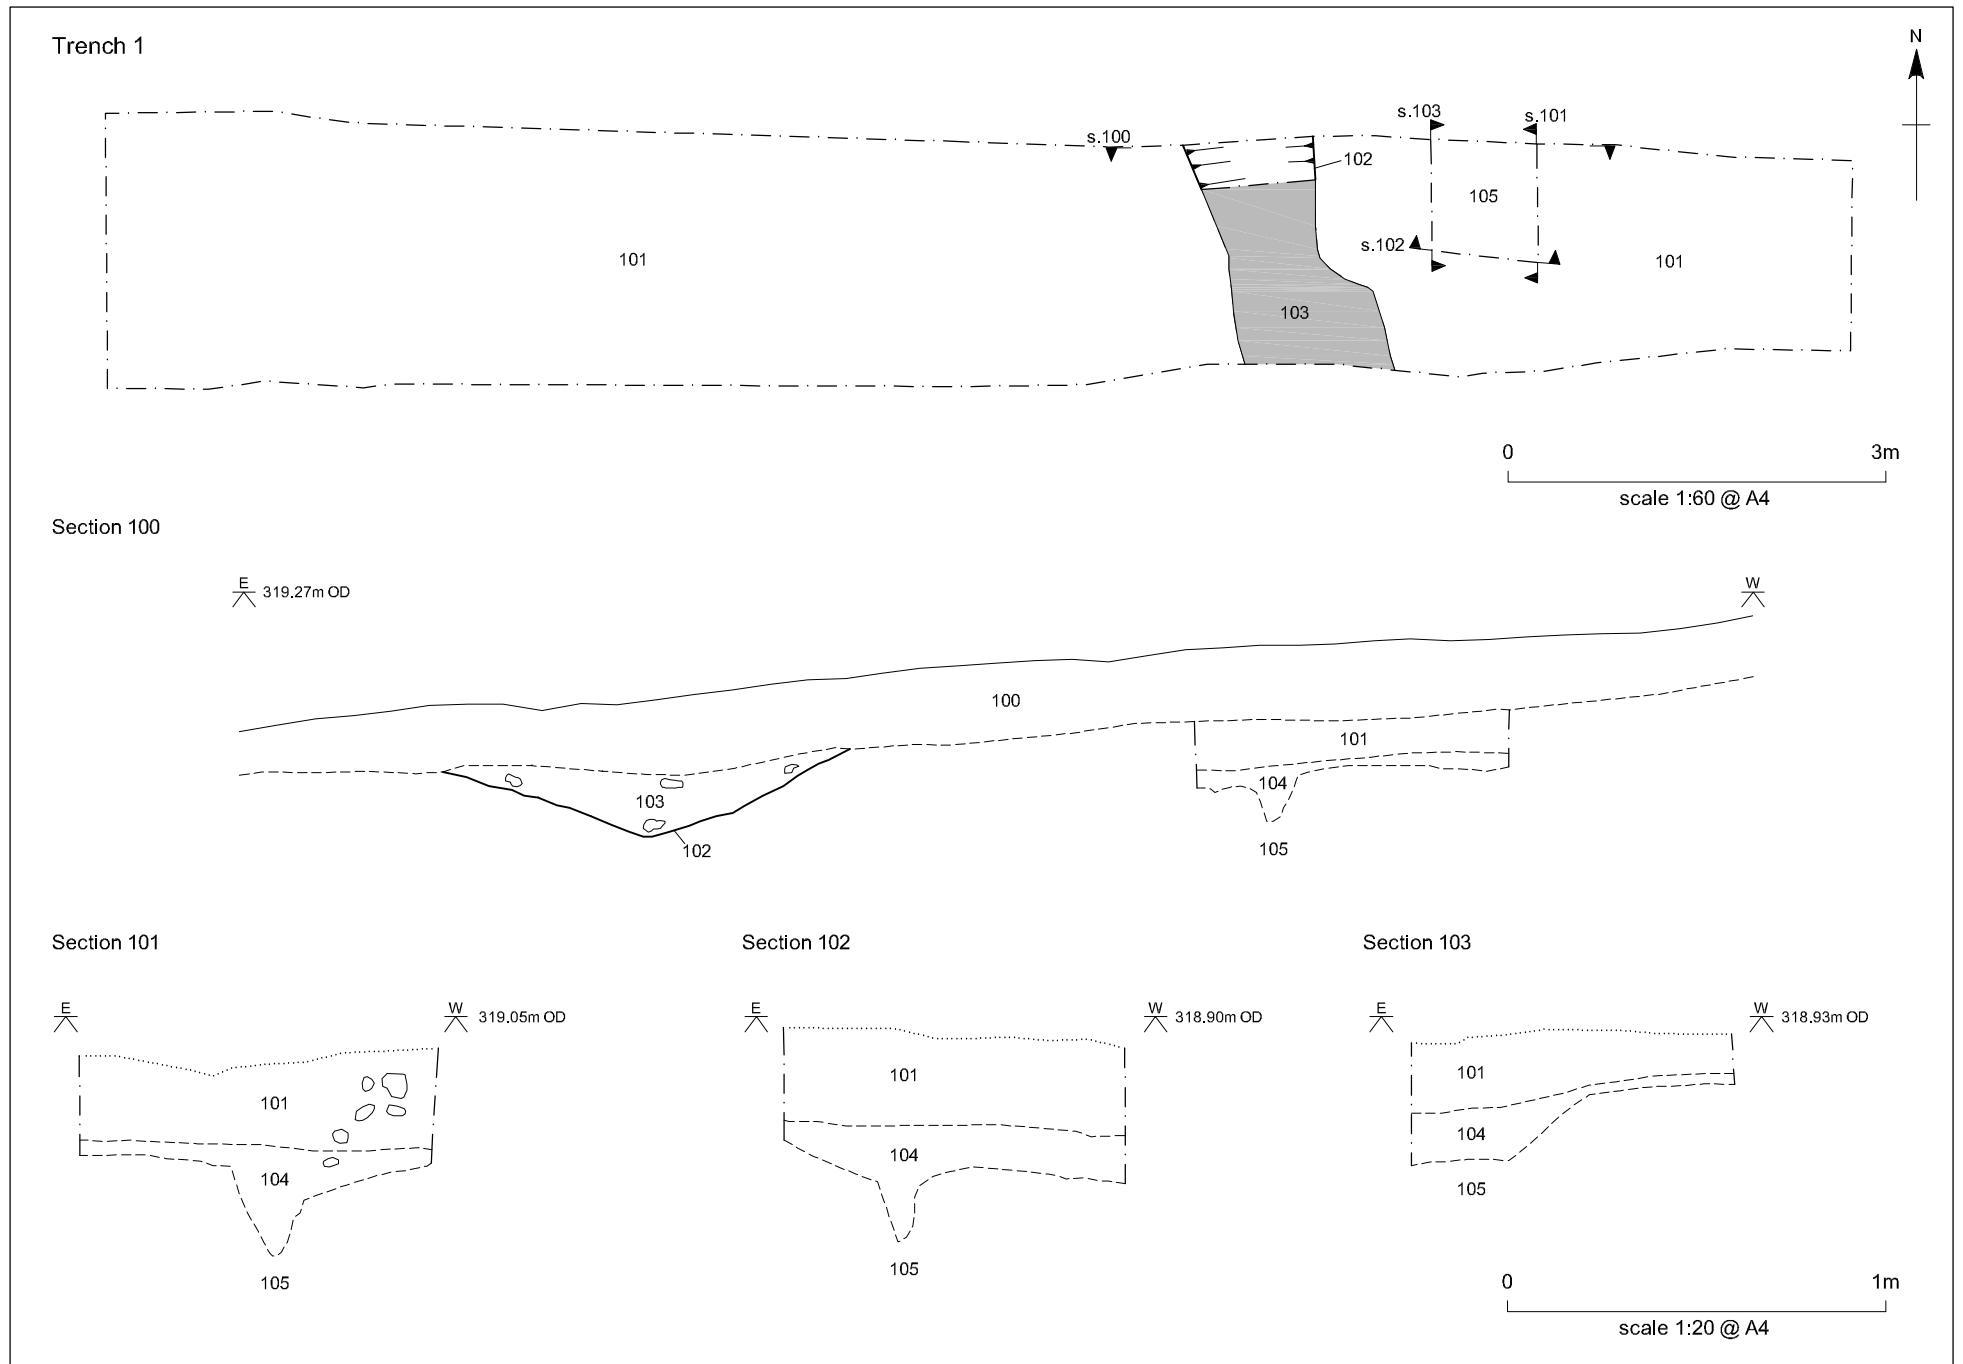 Trench 1
N
s.103
s.101
s.100
102
105
s.102
101
101
103
0 3m
scale 1:60 @ A4
Section 100
E 319.27m OD
W
100
101
104
103
102
105
Section 101
Section 102
Section 103
E
W 319.05m OD
E
W 318.90m OD
E
W 318.93m OD
101
104
105
101
104
105
101
104
105
0 1m
scale 1:20 @ A4